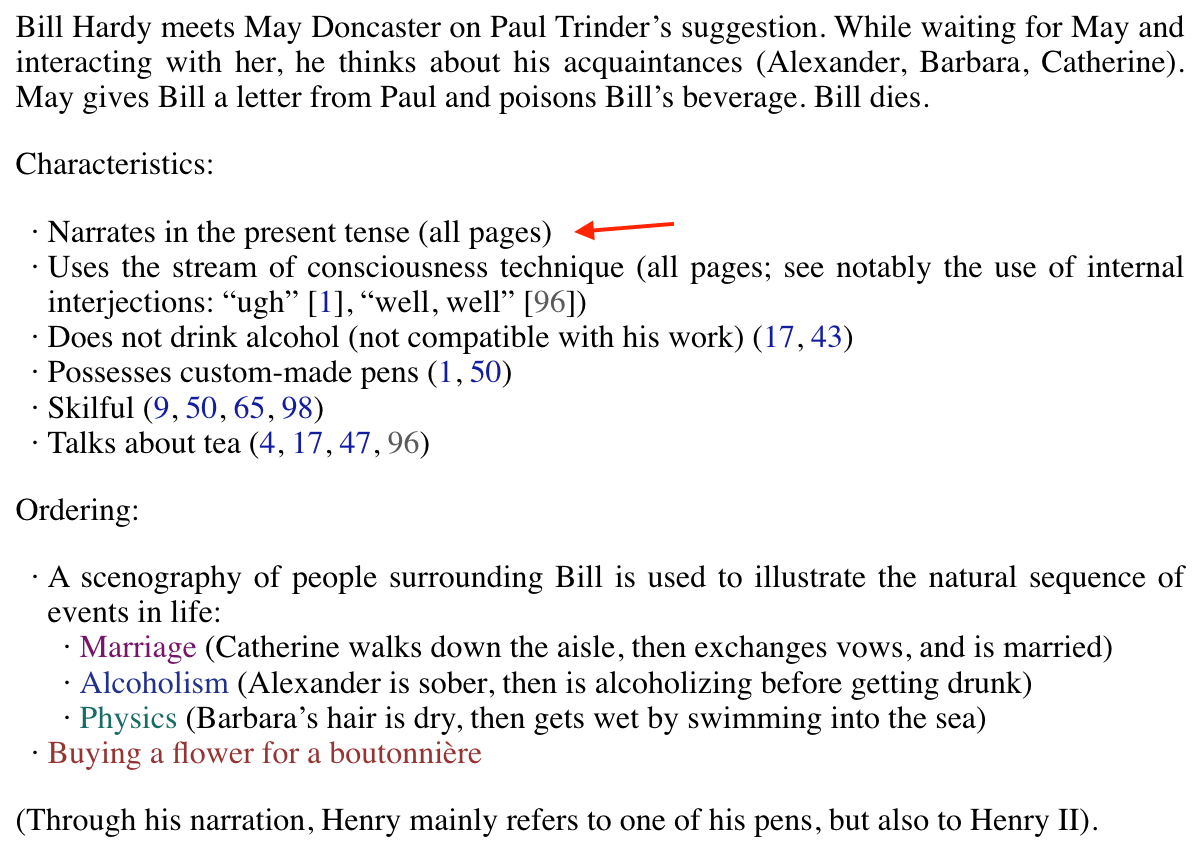 Bill Hardy meets May Doncaster on Paul Trinder’s suggestion. While waiting for May and
interacting with her, he thinks about his acquaintances (Alexander, Barbara, Catherine).
May gives Bill a letter from Paul and poisons Bill’s beverage. Bill dies.
Characteristics:
· Narrates in the present tense (all pages)
· Uses the stream of consciousness technique (all pages; see notably the use of internal
interjections: “ugh” [1], “well, well” [96])
· Does not drink alcohol (not compatible with his work) (17, 43)
· Possesses custom-made pens (1, 50)
· Skilful (9, 50, 65, 98)
· Talks about tea (4, 17, 47, 96)
Ordering:
· A scenography of people surrounding Bill is used to illustrate the natural sequence of
events in life:
· Marriage (Catherine walks down the aisle, then exchanges vows, and is married)
· Alcoholism (Alexander is sober, then is alcoholizing before getting drunk)
· Physics (Barbara’s hair is dry, then gets wet by swimming into the sea)
· Buying a flower for a boutonnière
(Through his narration, Henry mainly refers to one of his pens, but also to Henry II).